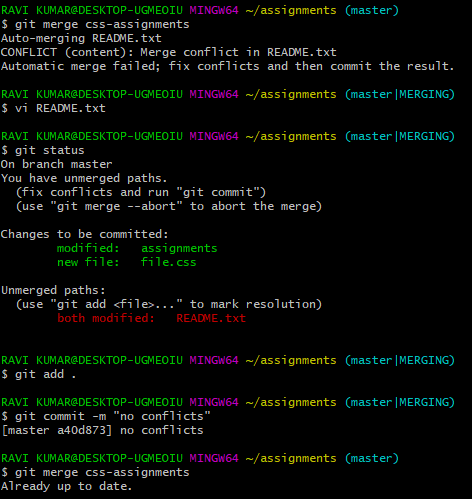 RAVI KUMAR@DESKTOP-UGMEOIU MINGW64 ~/assignments (master)
$ git merge css-assignments
Auto-merging README.txt
CONFLICT (content): Merge conflict in README.txt
Automatic merge failed; fix conflicts and then commit the result.
RAVI KUMAR@DESKTOP-UGMEOIU MINGW64 ~/assignments (master|MERGING)
$ vi README.txt
RAVI KUMAR@DESKTOP-UGMEOIU MINGW64 ~/assignments (master|MERGING)
$ git status
On branch master
You have unmerged paths.
  (fix conflicts and run "git commit")
  (use "git merge --abort" to abort the merge)
Changes to be committed:
        modified:   assignments
        new file:   file.css
Unmerged paths:
  (use "git add <file>..." to mark resolution)
        both modified:   README.txt
RAVI KUMAR@DESKTOP-UGMEOIU MINGW64 ~/assignments (master|MERGING)
$ git add .
RAVI KUMAR@DESKTOP-UGMEOIU MINGW64 ~/assignments (master|MERGING)
$ git commit -m "no conflicts"
[master a40d873] no conflicts
RAVI KUMAR@DESKTOP-UGMEOIU MINGW64 ~/assignments (master)
$ git merge css-assignments
Already up to date.